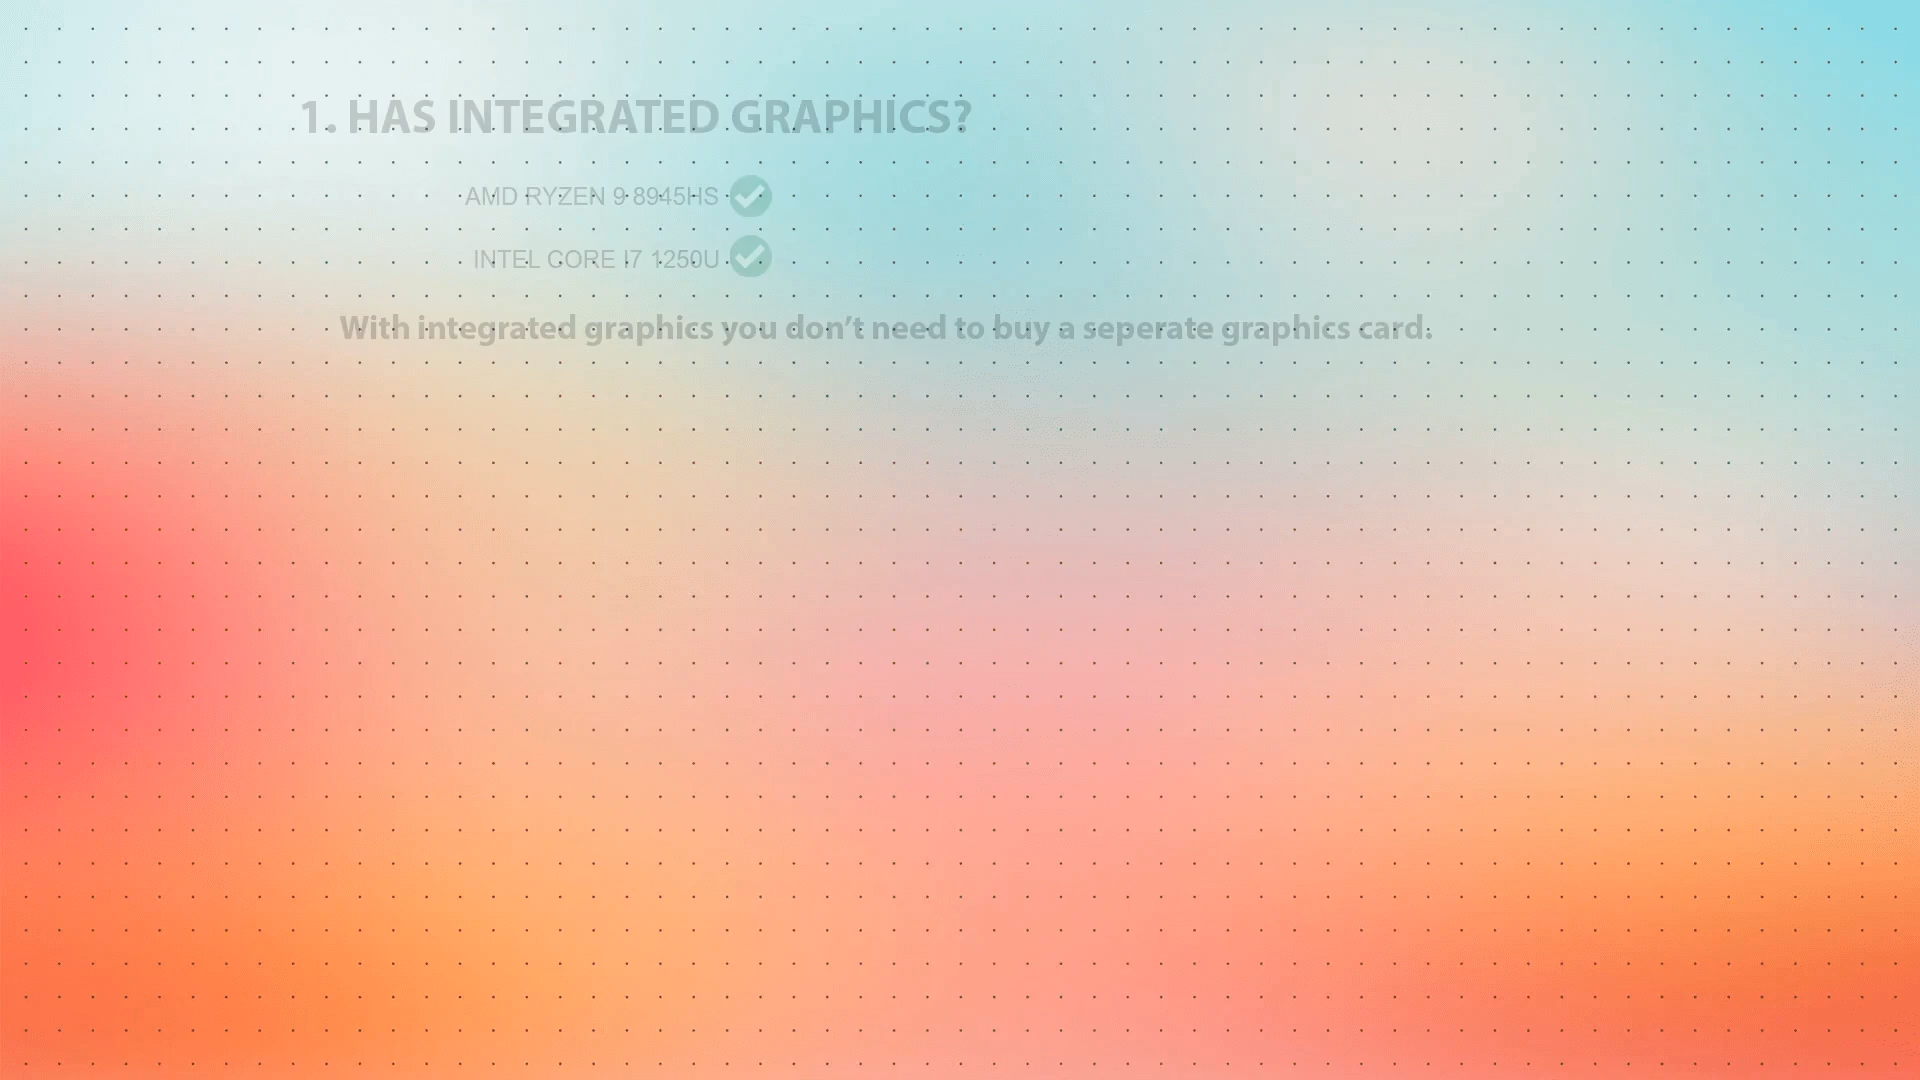 1. HAS INTEGRATED GRAPHICS?
AMD RYZEN 9 8945HS
INTEL CORE I7 1250U
With integrated graphics you don’t need to buy a seperate graphics card.